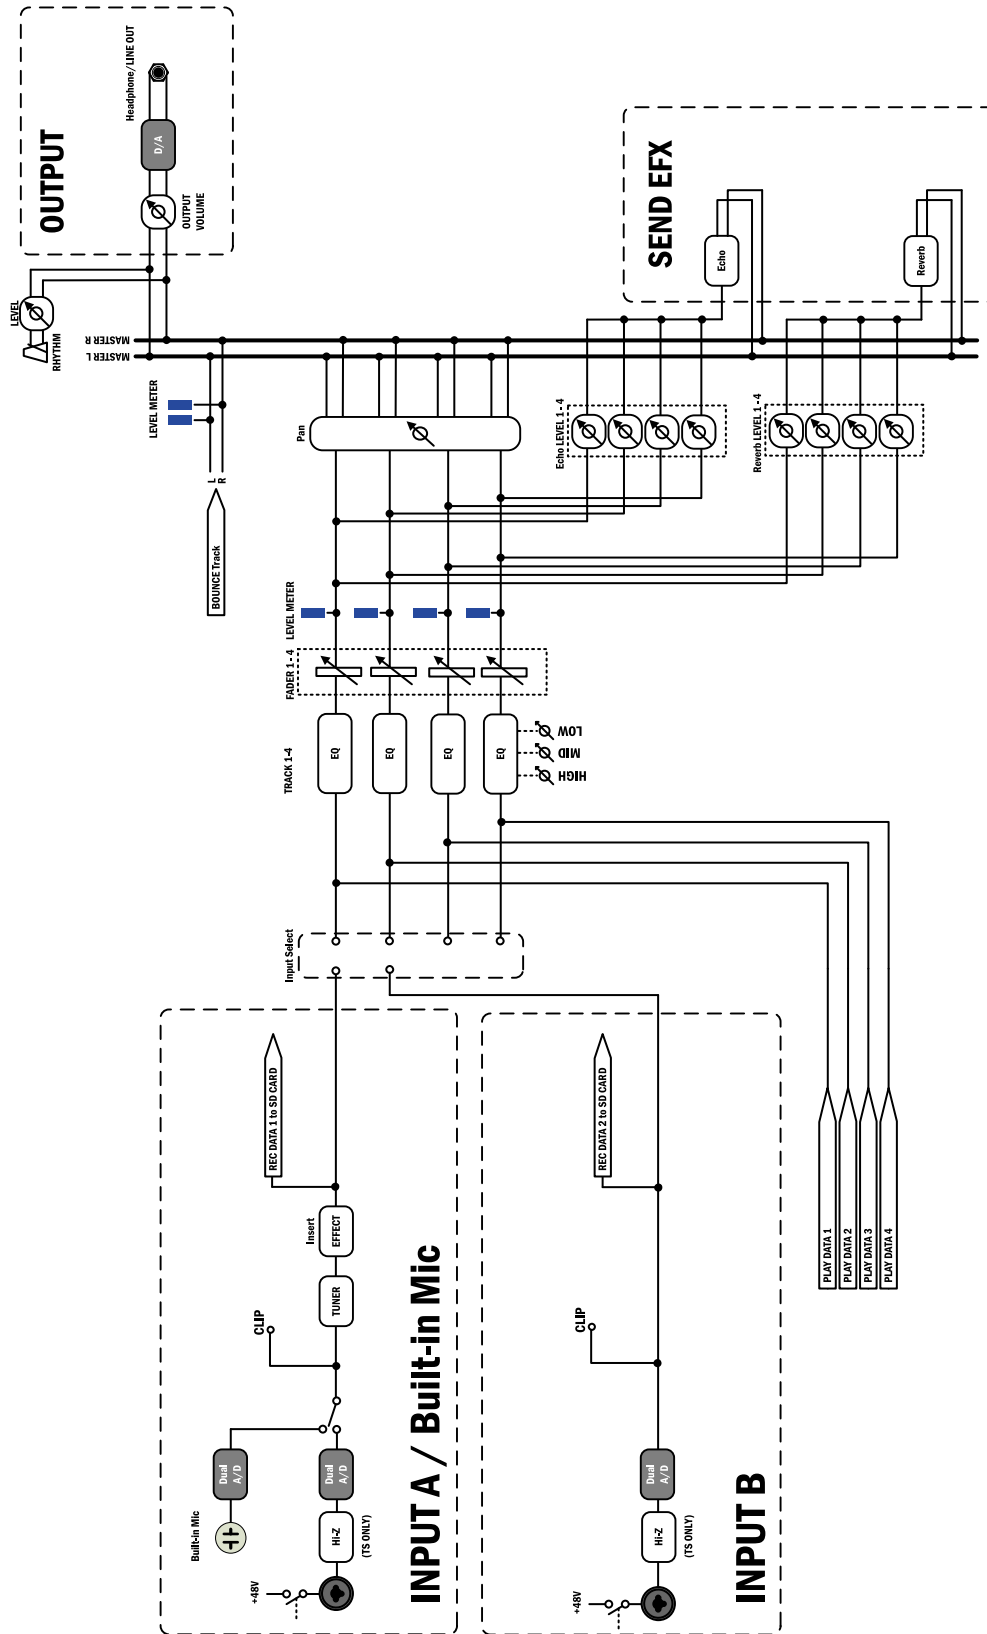 OUTPUT
Headphone/LINE OUT
D/A
OUTPUT
VOLUME
LEVEL
RHYTHM
MASTER R
MASTER L
LEVEL METER
L
R
BOUNCE Track
Pan
SEND EFX
Echo
Reverb
Echo LEVEL 1 - 4
Reverb LEVEL 1 - 4
LEVEL METER
FADER 1 - 4
TRACK 1-4
EQ
EQ
EQ
EQ
LOW
MID
HIGH
Input Select
REC DATA 1 to SD CARD
Insert
EFFECT
TUNER
CLIP
Built-in Mic
Dual
A/D
Dual
A/D
Hi-Z
(TS ONLY)
+48V
INPUT A / Built-in Mic
REC DATA 2 to SD CARD
CLIP
Dual
A/D
Hi-Z
(TS ONLY)
+48V
INPUT B
PLAY DATA 1
PLAY DATA 2
PLAY DATA 3
PLAY DATA 4